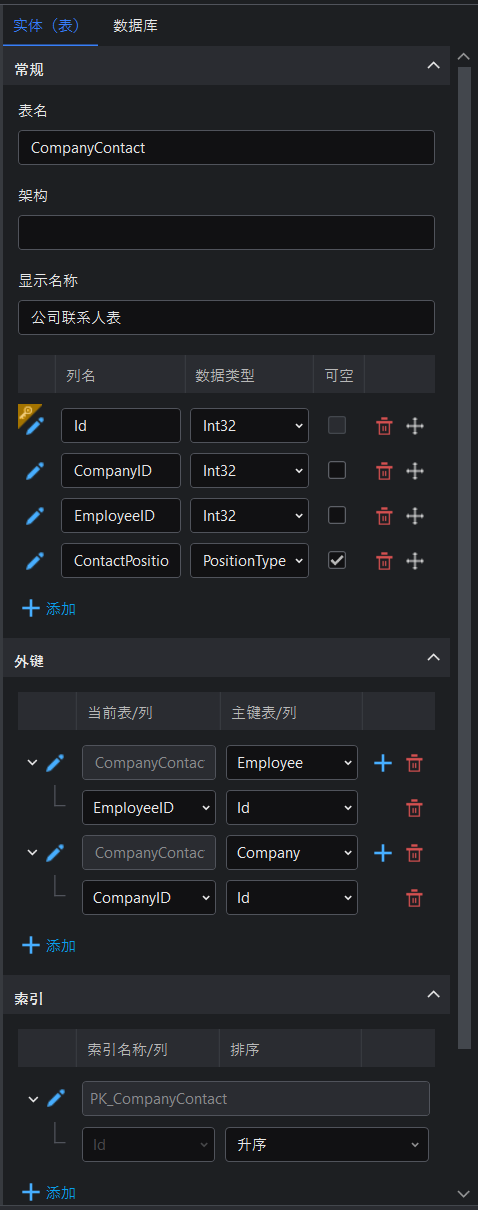 实体（表） 数据库
常规
表名
CompanyContact
架构
显示名称
公司联系人表
列名 数据类型 可空
Id Int32
CompanyID Int32
EmployeeID Int32
ContactPositio PositionType
添加
外键
当前表/列 主键表/列
CompanyContac Employee
EmployeeID Id
CompanyContac Company
CompanyID Id
添加
索引
索引名称/列 排序
PK_CompanyContact
Id 升序
添加